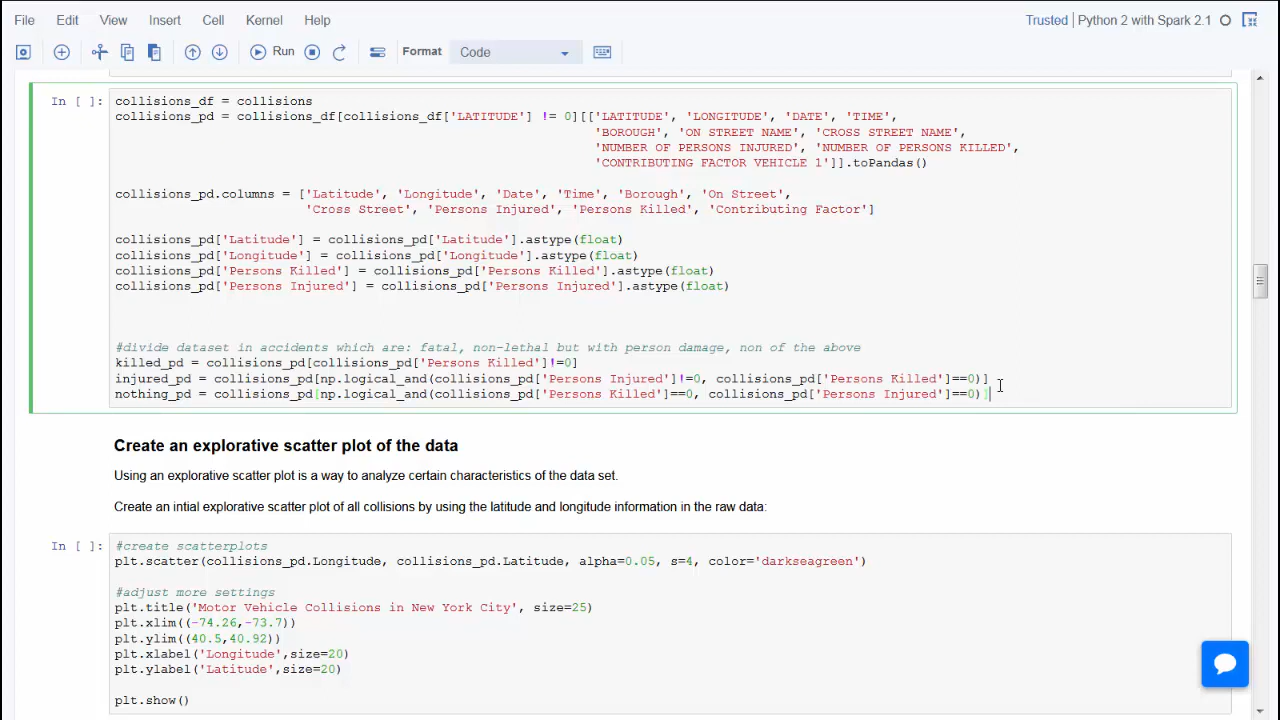 File Edit View Insert Cell Kernel Help Trusted Python 2 with Spark 2.1
Run Format Code
In [ ]: collisions_df = collisions
collisions_pd = collisions_df[collisions_df['LATITUDE'] != 0][['LATITUDE', 'LONGITUDE', 'DATE', 'TIME',
'BOROUGH', 'ON STREET NAME', 'CROSS STREET NAME',
'NUMBER OF PERSONS INJURED', 'NUMBER OF PERSONS KILLED',
'CONTRIBUTING FACTOR VEHICLE 1']].toPandas()
collisions_pd.columns = ['Latitude', 'Longitude', 'Date', 'Time', 'Borough', 'On Street',
'Cross Street', 'Persons Injured', 'Persons Killed', 'Contributing Factor']
collisions_pd['Latitude'] = collisions_pd['Latitude'].astype(float)
collisions_pd['Longitude'] = collisions_pd['Longitude'].astype(float)
collisions_pd['Persons Killed'] = collisions_pd['Persons Killed'].astype(float)
collisions_pd['Persons Injured'] = collisions_pd['Persons Injured'].astype(float)
#divide dataset in accidents which are: fatal, non-lethal but with person damage, non of the above
killed_pd = collisions_pd[collisions_pd['Persons Killed']!=0]
injured_pd = collisions_pd[np.logical_and(collisions_pd['Persons Injured']!=0, collisions_pd['Persons Killed']==0)]
nothing_pd = collisions_pd[np.logical_and(collisions_pd['Persons Killed']==0, collisions_pd['Persons Injured']==0)]
Create an explorative scatter plot of the data
Using an explorative scatter plot is a way to analyze certain characteristics of the data set.
Create an intial explorative scatter plot of all collisions by using the latitude and longitude information in the raw data:
In [ ]: #create scatterplots
plt.scatter(collisions_pd.Longitude, collisions_pd.Latitude, alpha=0.05, s=4, color='darkseagreen')
#adjust more settings
plt.title('Motor Vehicle Collisions in New York City', size=25)
plt.xlim((-74.26,-73.7))
plt.ylim((40.5,40.92))
plt.xlabel('Longitude',size=20)
plt.ylabel('Latitude',size=20)
plt.show()